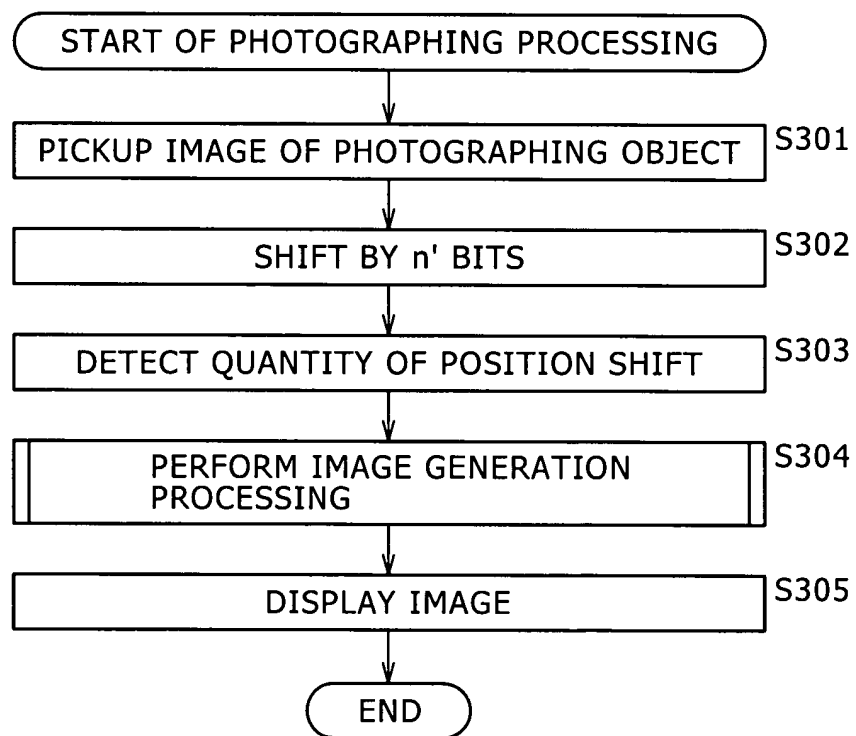 START OF PHOTOGRAPHING PROCESSING
PICKUP IMAGE OF PHOTOGRAPHING OBJECT
S301
SHIFT BY n' BITS
S302
DETECT QUANTITY OF POSITION SHIFT
S303
PERFORM IMAGE GENERATION
PROCESSING
S304
DISPLAY IMAGE
S305
END